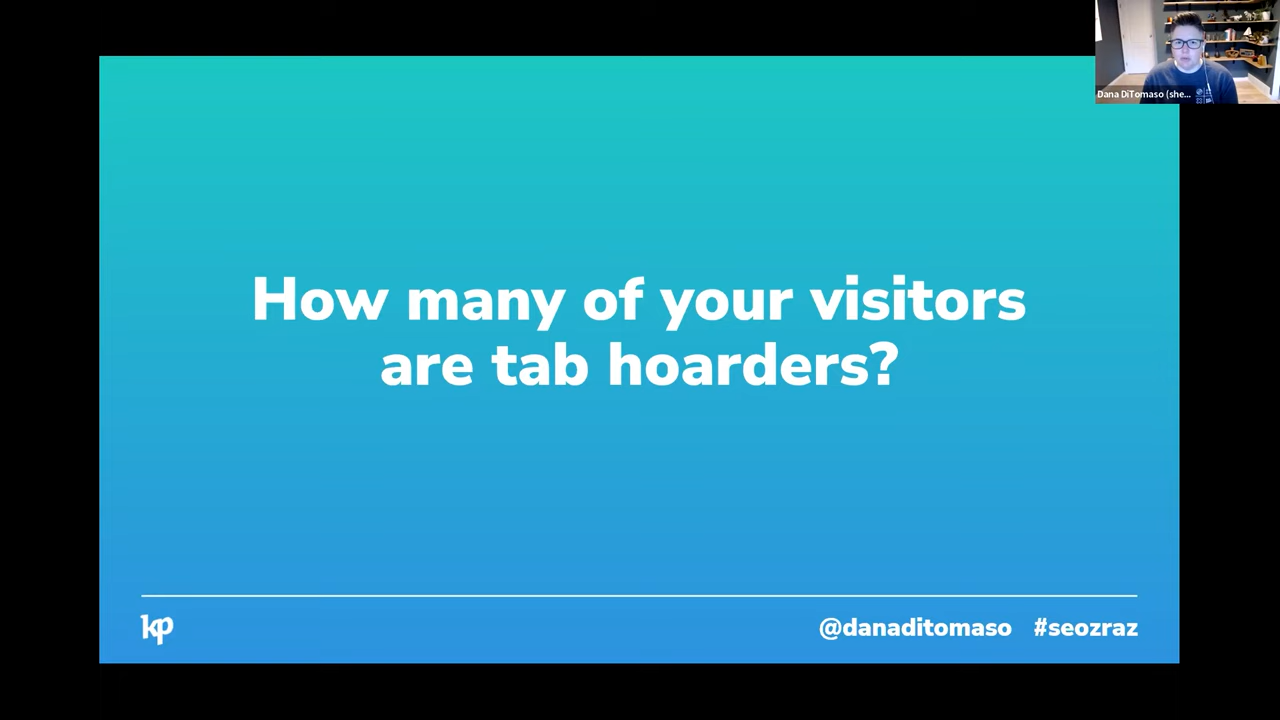 Dana DiTomaso (she...
How many of your visitors
are tab hoarders?
kp
@danaditomaso #seozraz